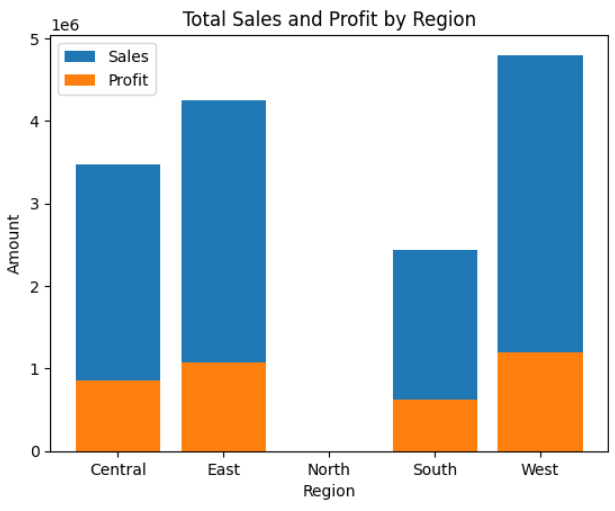 Total Sales and Profit by Region
1e6
Sales
Profit
5
4
3
2
1
0
Amount
Central East North South West
Region